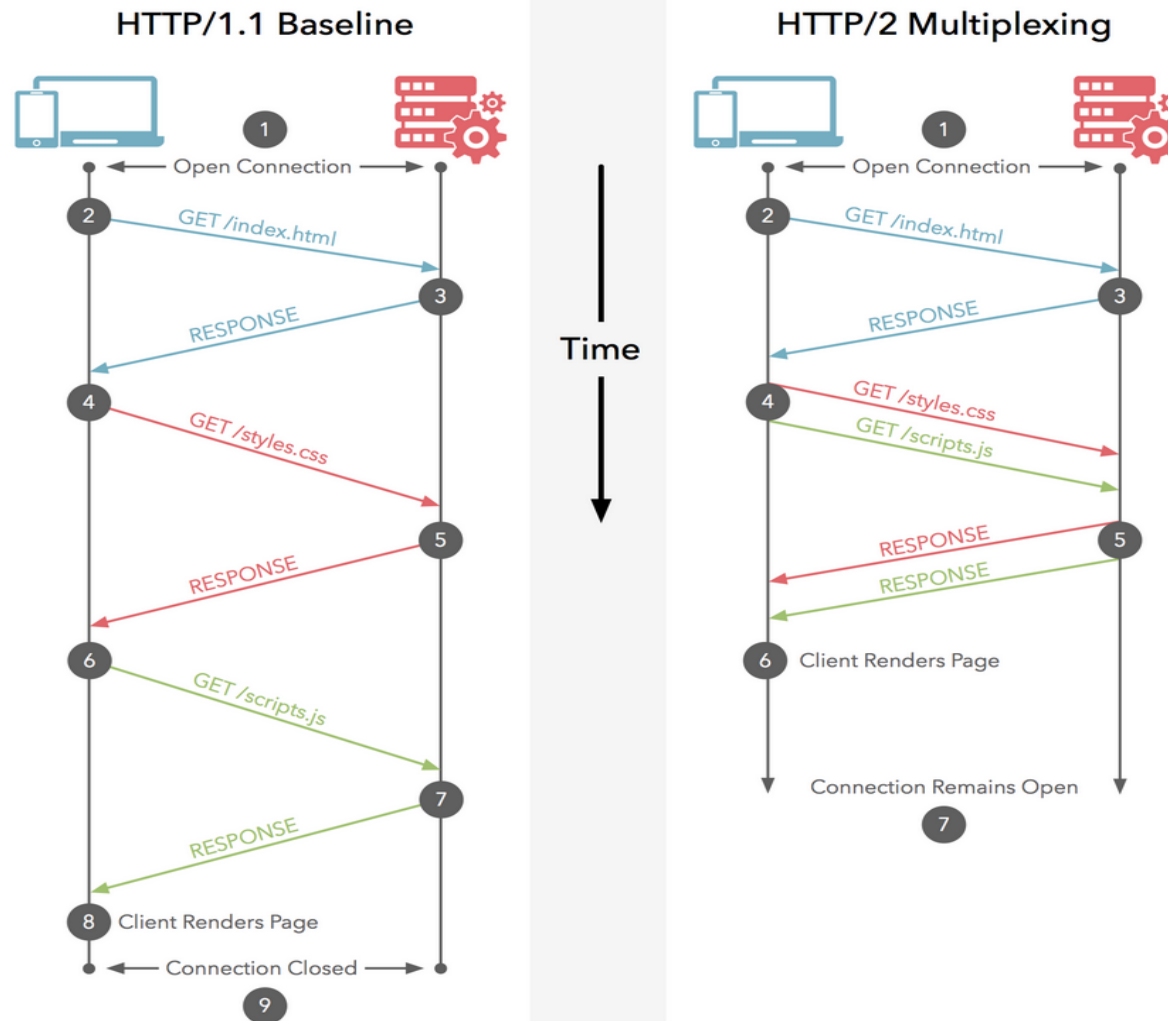 HTTP/1.1 Baseline
1
Open Connection
2
GET /index.html
3
RESPONSE
4
GET /styles.css
5
RESPONSE
6
GET /scripts.js
7
RESPONSE
8 Client Renders Page
Connection Closed
9
Time
HTTP/2 Multiplexing
1
Open Connection
2
GET /index.html
3
RESPONSE
4
GET /styles.css
GET /scripts.js
5
RESPONSE
RESPONSE
6 Client Renders Page
Connection Remains Open
7